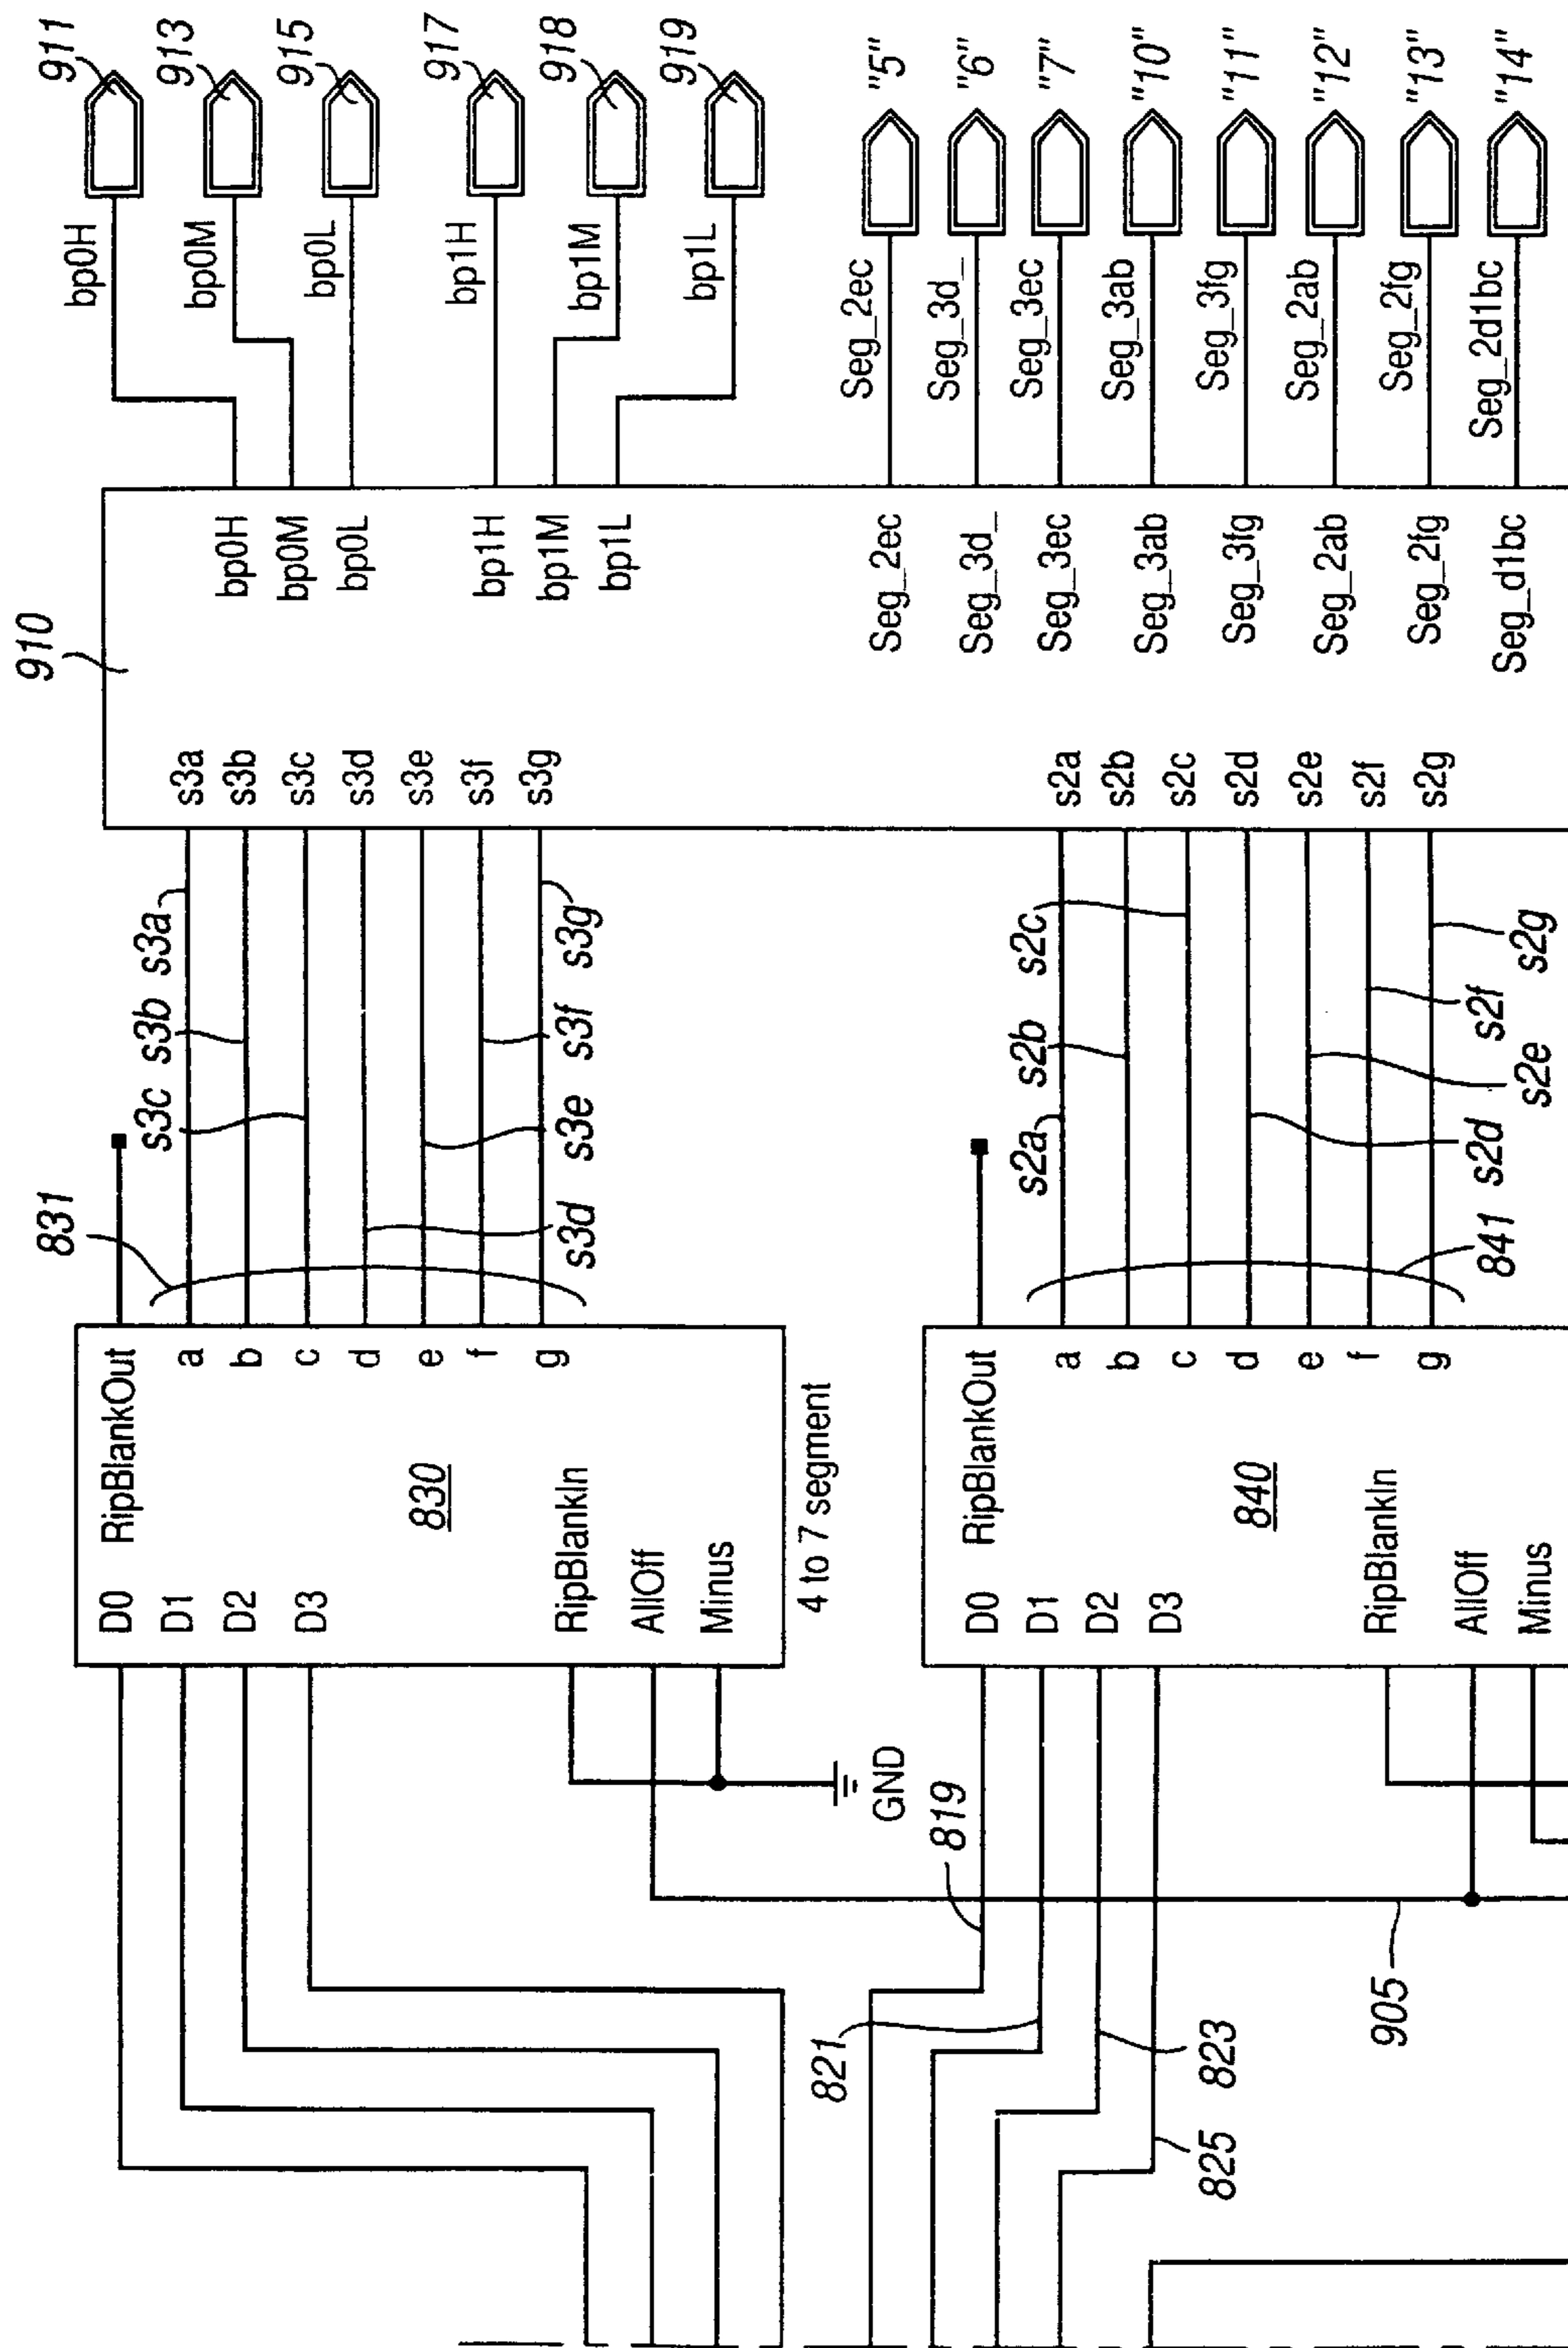 911
913
915
917
918
919
bp0H
bp0M
bp0L
bp1H
bp1M
bp1L
"5"
"6"
"7"
"10"
"11"
"12"
"13"
"14"
Seg_2ec
Seg_3d_
Seg_3ec
Seg_3ab
Seg_3fg
Seg_2ab
Seg_2fg
Seg_2d1bc
910
bp0H
bp0M
bp0L
bp1H
bp1M
bp1L
Seg_2ec
Seg_3d_
Seg_3ec
Seg_3ab
Seg_3fg
Seg_2ab
Seg_2fg
Seg_d1bc
s3a
s3b
s3c
s3d
s3e
s3f
s3g
s2a
s2b
s2c
s2d
s2e
s2f
s2g
s3a
s3b
s3c
s3g
s3f
s3e
s3d
831
s2c
s2b
s2a
s2g
s2f
s2e
s2d
841
RipBlankOut
a
b
c
d
e
f
g
830
D0
D1
D2
D3
RipBlankIn
AllOff
Minus
4 to 7 segment
RipBlankOut
a
b
c
d
e
f
g
840
D0
D1
D2
D3
RipBlankIn
AllOff
Minus
GND
819
821
823
825
905